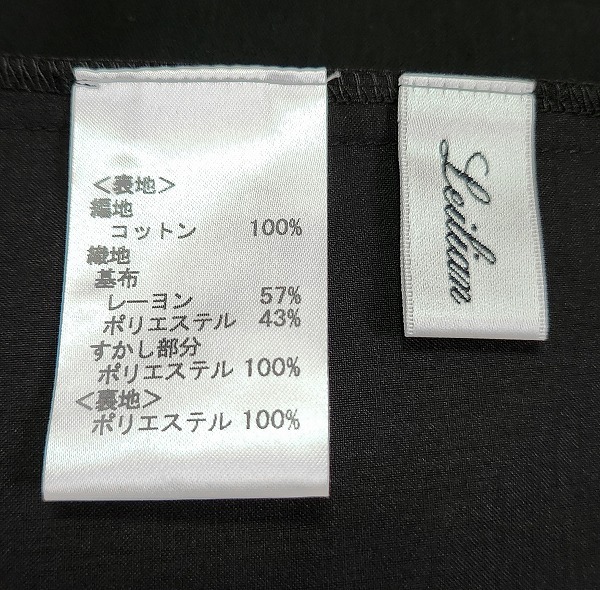 <表地>
編地
コットン 100%
織地
基布
レーヨン 57%
ポリエステル 43%
すかし部分
ポリエステル 100%
<裏地>
ポリエステル 100%
Leilian